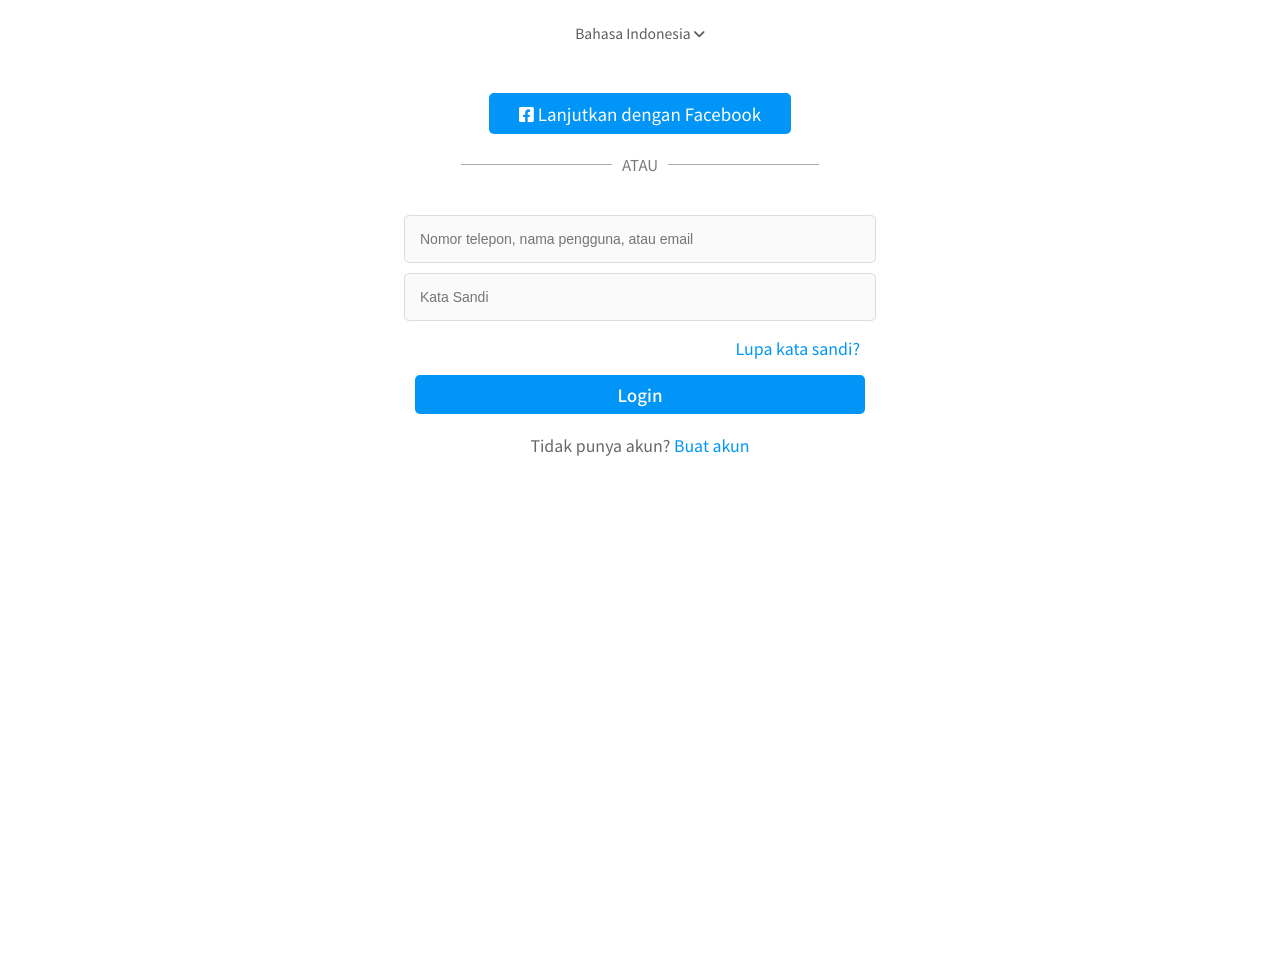 Bahasa Indonesia
Lanjutkan dengan Facebook
ATAU
Nomor telepon, nama pengguna, atau email
Kata Sandi
Lupa kata sandi?
Login
Tidak punya akun? Buat akun